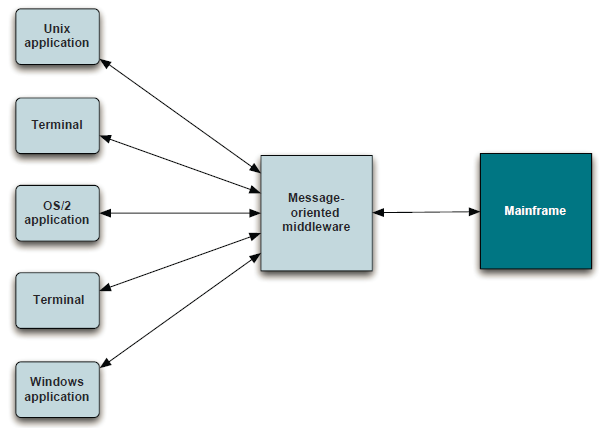 Unix
application
Terminal
OS/2
application
Terminal
Windows
application
Message-
oriented
middleware
Mainframe